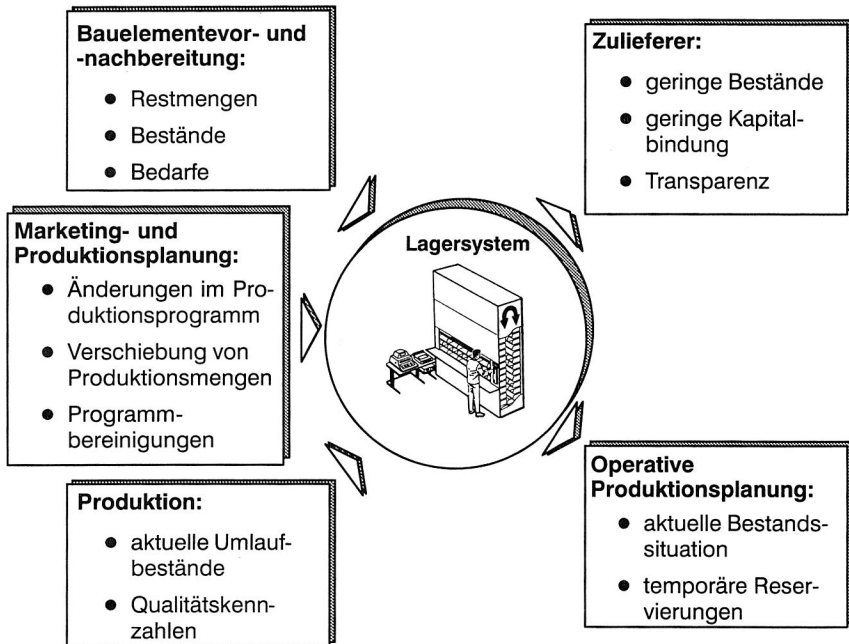 Bauelementevor- und
-nachbereitung:
● Restmengen
● Bestände
● Bedarfe
Zulieferer:
● geringe Bestände
● geringe Kapital-
bindung
● Transparenz
Marketing- und
Produktionsplanung:
● Änderungen im Pro-
duktionsprogramm
● Verschiebung von
Produktionsmengen
● Programm-
bereinigungen
Lagersystem
Produktion:
● aktuelle Umlauf-
bestände
● Qualitätskenn-
zahlen
Operative
Produktionsplanung:
● aktuelle Bestands-
situation
● temporäre Reser-
vierungen